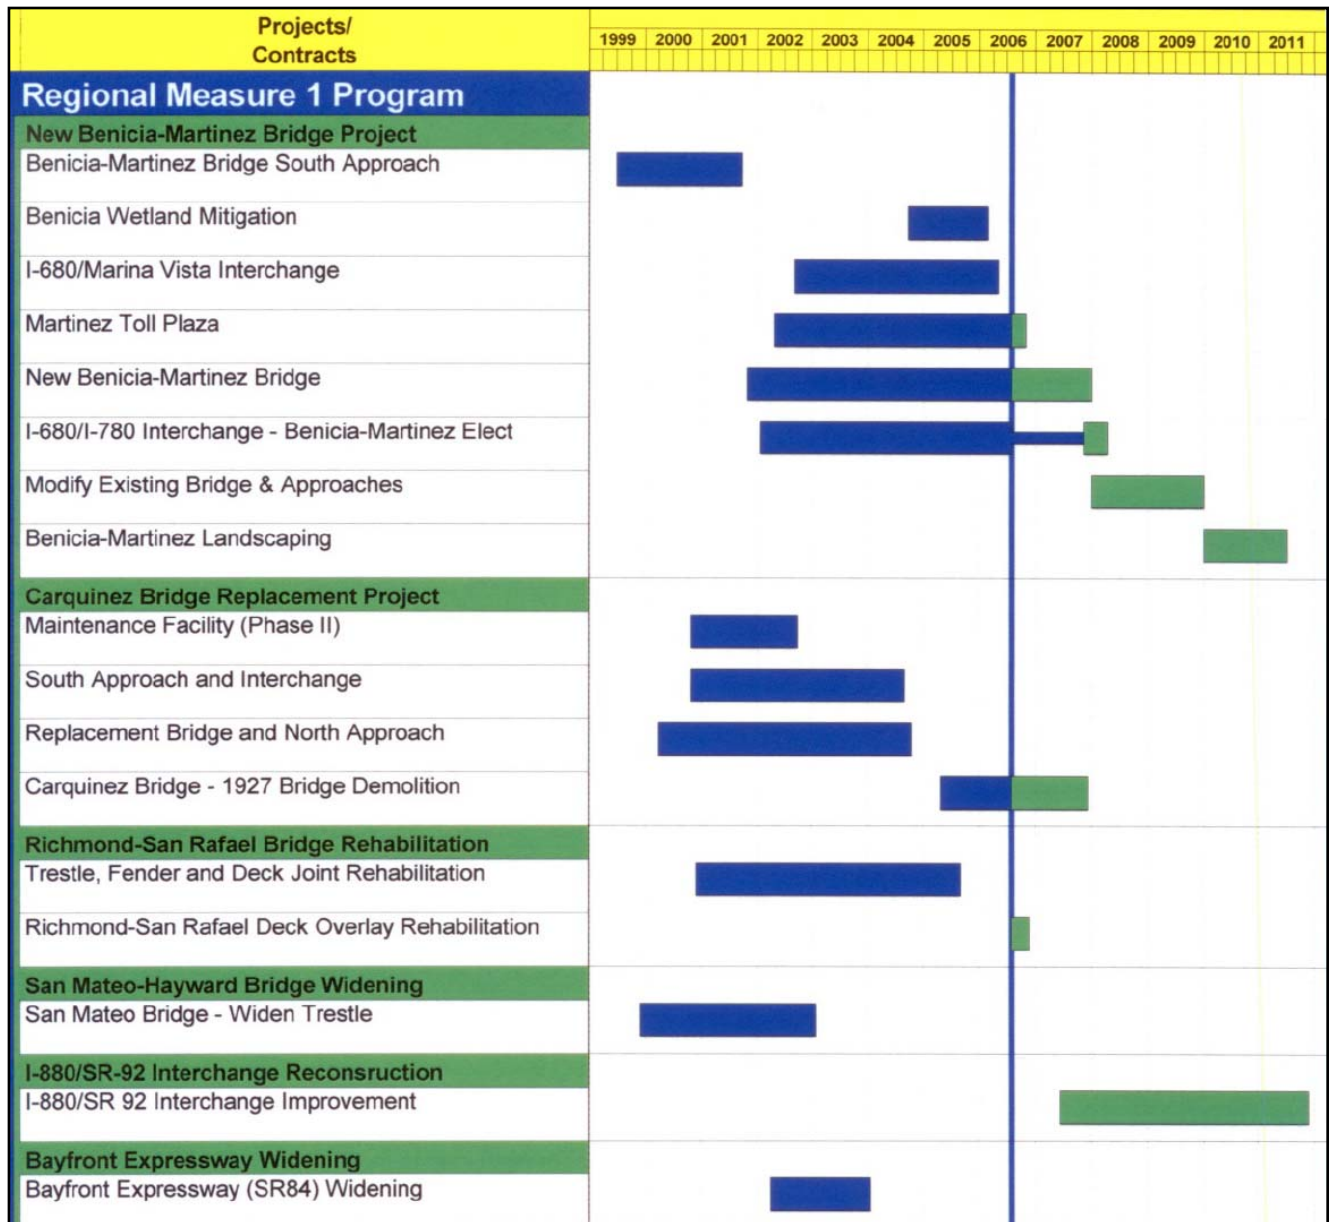 Projects/
Contracts
1999 2000 2001 2002 2003 2004 2005 2006 2007 2008 2009 2010 2011
Regional Measure 1 Program
New Benicia-Martinez Bridge Project
Benicia-Martinez Bridge South Approach
Benicia Wetland Mitigation
I-680/Marina Vista Interchange
Martinez Toll Plaza
New Benicia-Martinez Bridge
I-680/I-780 Interchange - Benicia-Martinez Elect
Modify Existing Bridge & Approaches
Benicia-Martinez Landscaping
Carquinez Bridge Replacement Project
Maintenance Facility (Phase II)
South Approach and Interchange
Replacement Bridge and North Approach
Carquinez Bridge - 1927 Bridge Demolition
Richmond-San Rafael Bridge Rehabilitation
Trestle, Fender and Deck Joint Rehabilitation
Richmond-San Rafael Deck Overlay Rehabilitation
San Mateo-Hayward Bridge Widening
San Mateo Bridge - Widen Trestle
I-880/SR-92 Interchange Reconsruction
I-880/SR 92 Interchange Improvement
Bayfront Expressway Widening
Bayfront Expressway (SR84) Widening